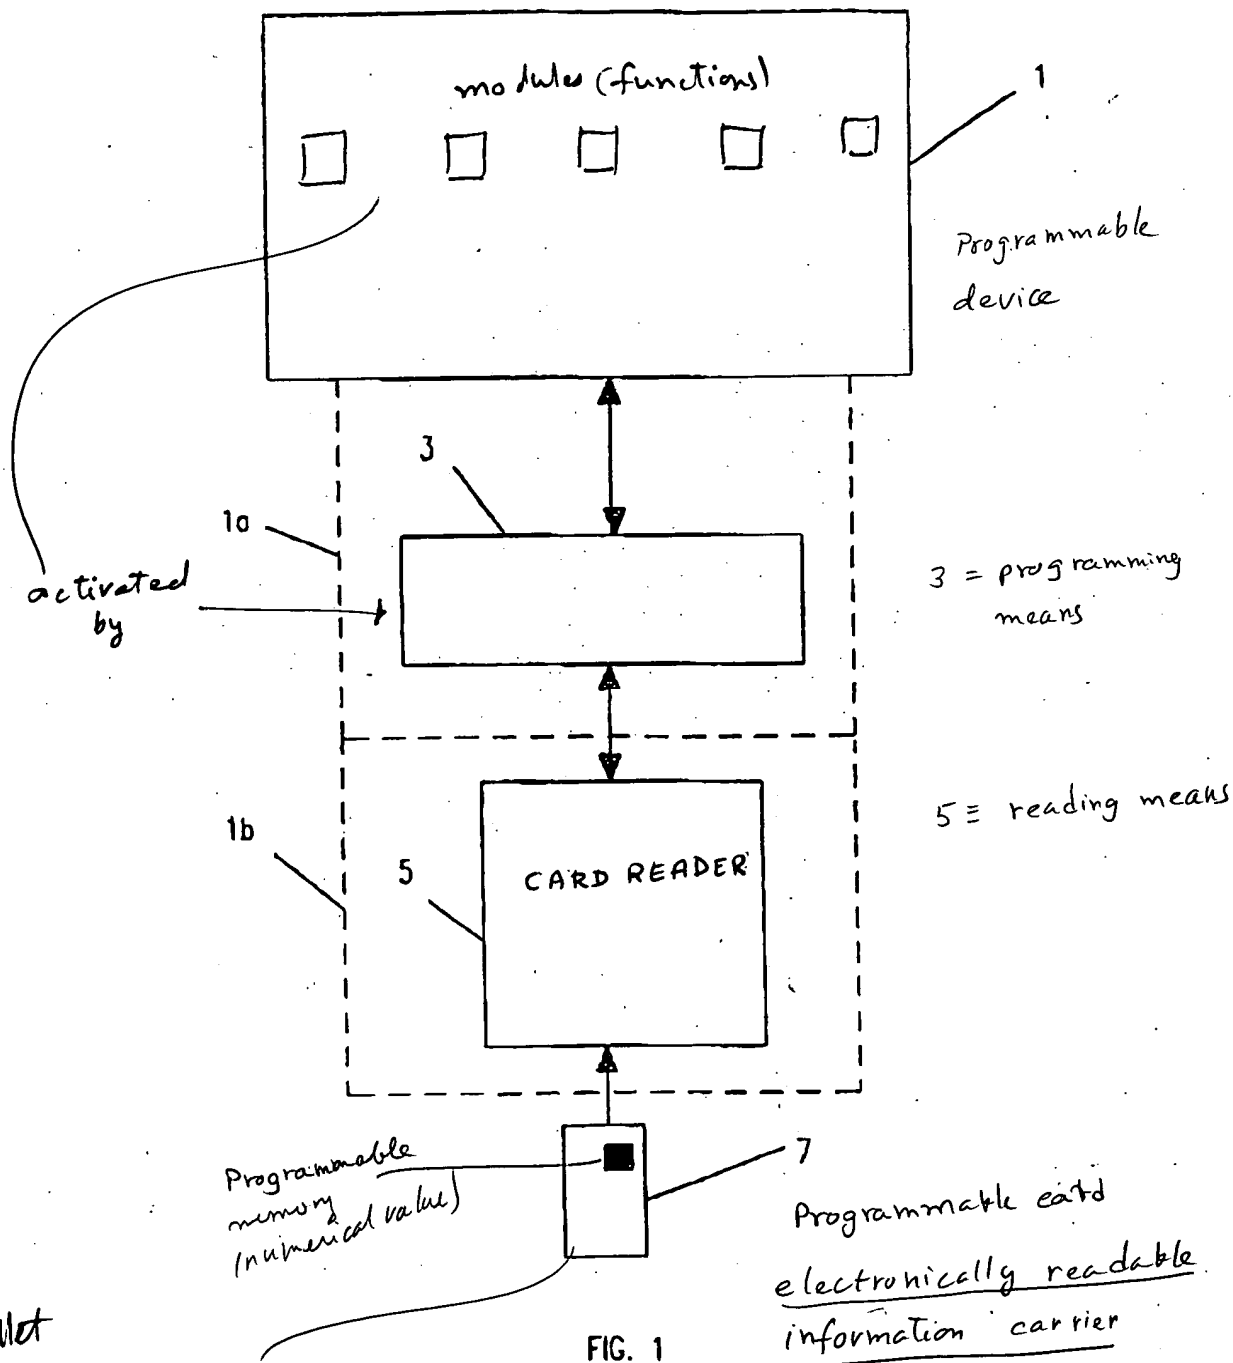 modules (functions)
1
Programmable
device
3
1a
activated
by
3 = programming
means
1b
5
CARD READER
5 ≡ reading means
Programmable
memory
(numerical value)
7
Programmable card
electronically readable
information carrier
FIG. 1